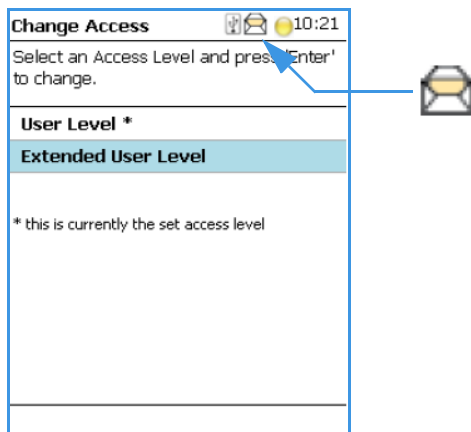 Change Access 10:21
Select an Access Level and press 'Enter'
to change.
User Level *
Extended User Level
* this is currently the set access level